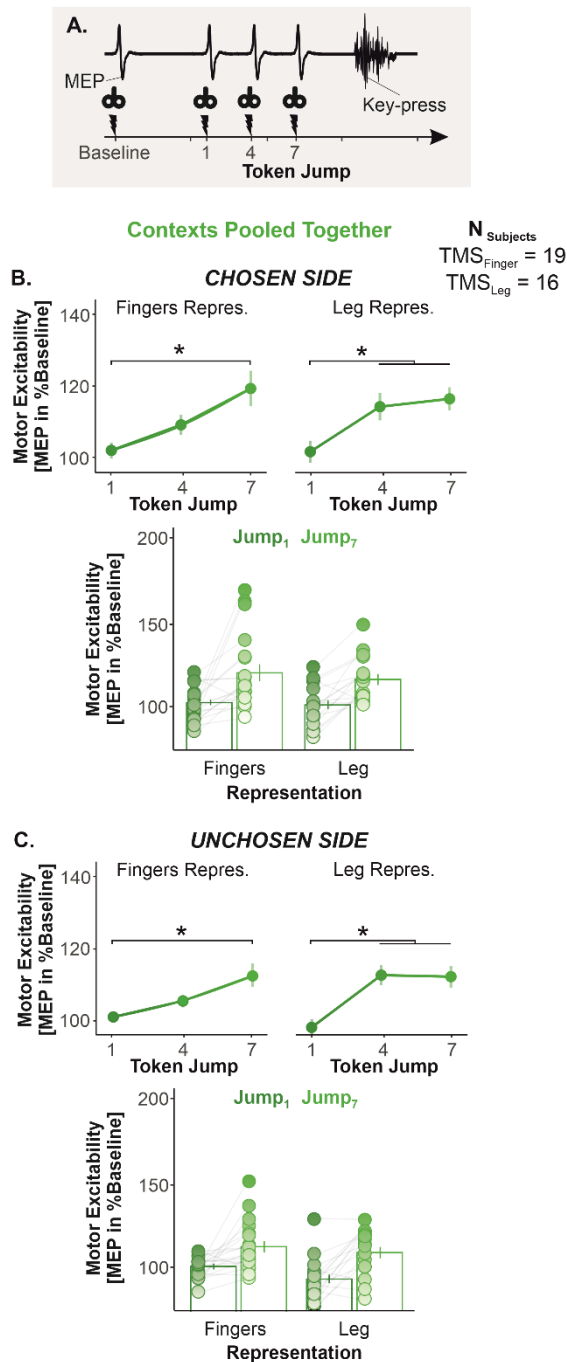 A.
MEP
Key-press
Baseline 1 4 7
Token Jump
Contexts Pooled Together
N Subjects
TMSFinger = 19
TMSLeg = 16
B. CHOSEN SIDE
Fingers Repres. Leg Repres.
Motor Excitability
[MEP in %Baseline]
140
120
100
* *
1 4 7 1 4 7
Token Jump Token Jump
Motor Excitability
[MEP in %Baseline]
200
150
100
Jump1 Jump7
Fingers Leg
Representation
C. UNCHOSEN SIDE
Fingers Repres. Leg Repres.
Motor Excitability
[MEP in %Baseline]
140
120
100
* *
1 4 7 1 4 7
Token Jump Token Jump
Motor Excitability
[MEP in %Baseline]
200
150
100
Jump1 Jump7
Fingers Leg
Representation